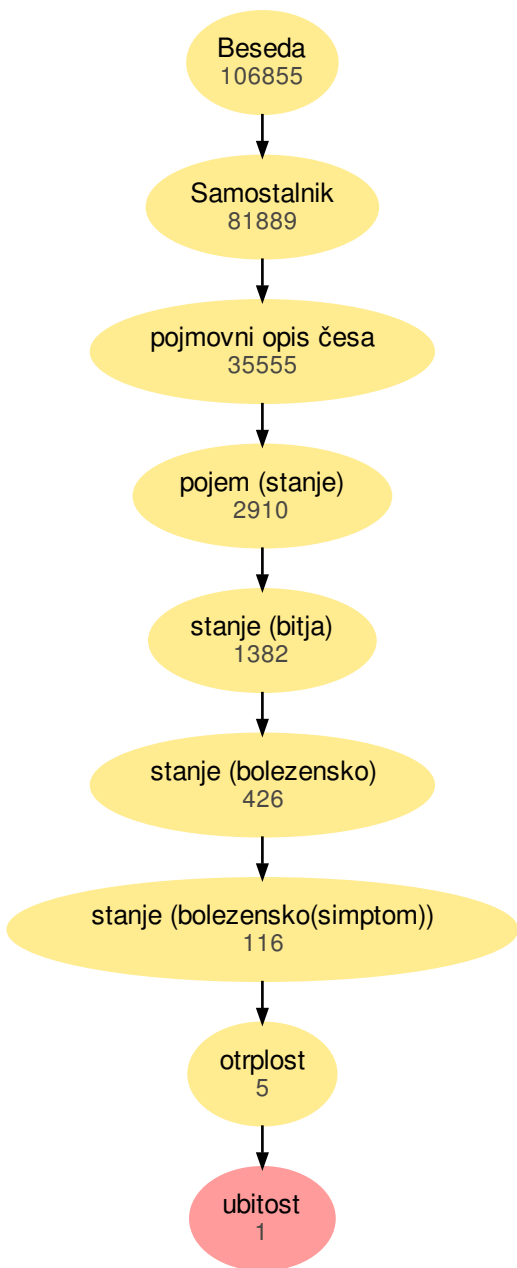 Beseda
106855
Samostalnik
81889
pojmovni opis česa
35555
pojem (stanje)
2910
stanje (bitja)
1382
stanje (bolezensko)
426
stanje (bolezensko(simptom))
116
otrplost
5
ubitost
1